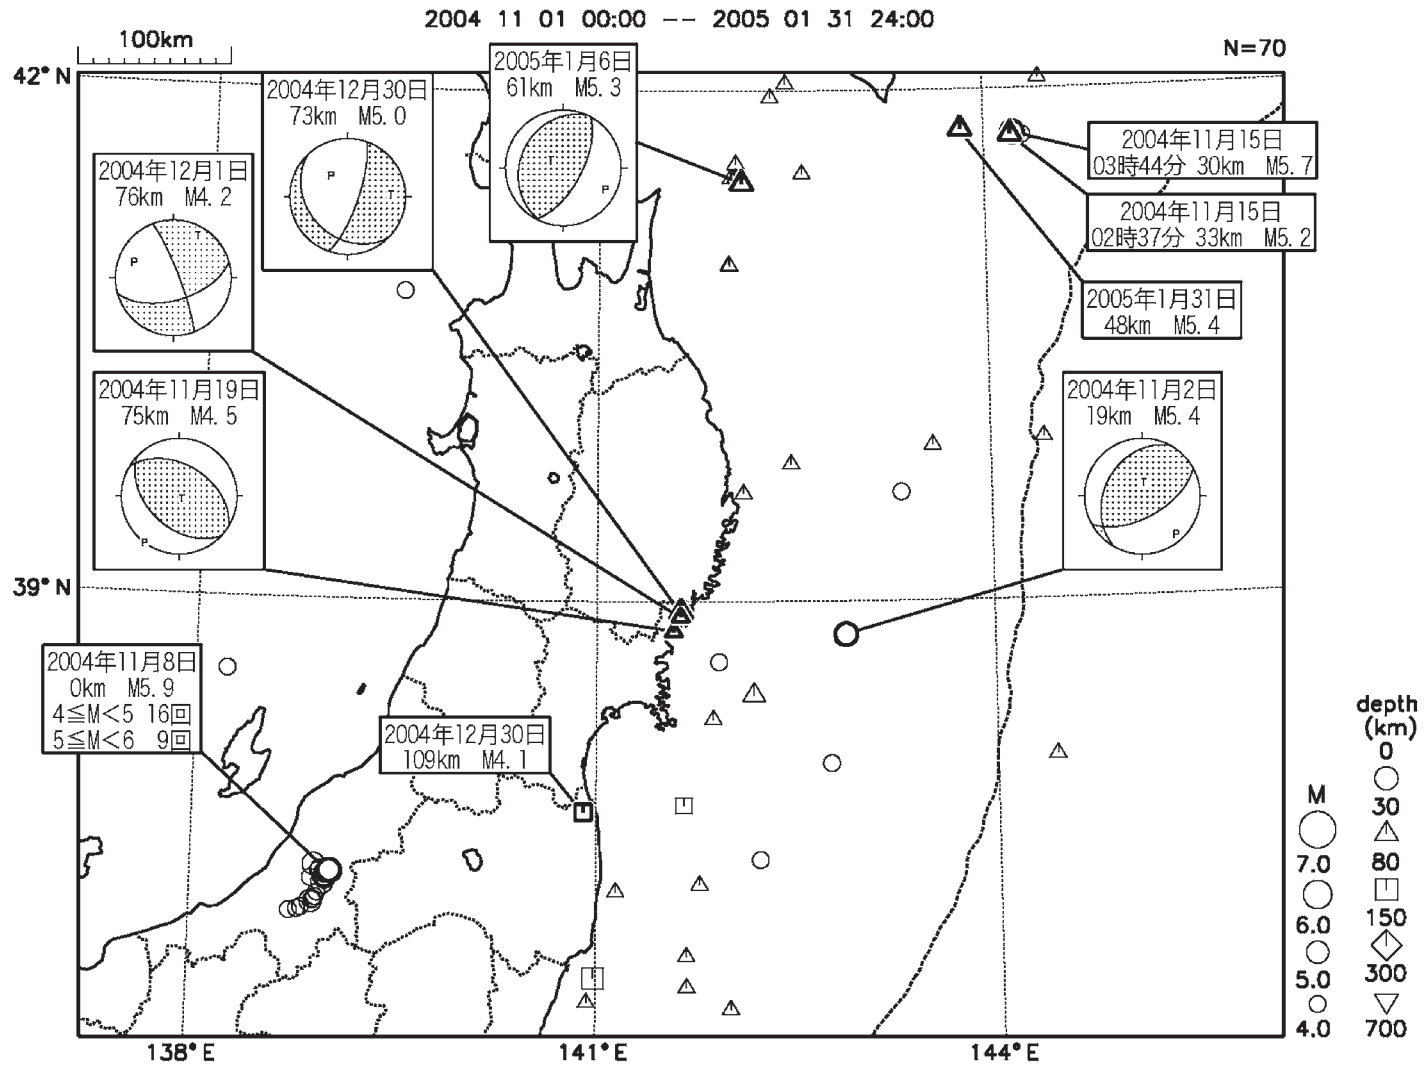 2004 11 01 00:00 -- 2005 01 31 24:00
100km
N=70
42°N
2005年1月6日
61km M5.3
T
P
2004年12月30日
73km M5.0
P
T
2004年12月1日
76km M4.2
T
P
2004年11月15日
03時44分 30km M5.7
2004年11月15日
02時37分 33km M5.2
2005年1月31日
48km M5.4
2004年11月19日
75km M4.5
T
P
2004年11月2日
19km M5.4
T
P
39°N
2004年11月8日
0km M5.9
4≦M<5 16回
5≦M<6 9回
2004年12月30日
109km M4.1
M
7.0
6.0
5.0
4.0
depth
(km)
0
30
80
150
300
700
138°E
141°E
144°E